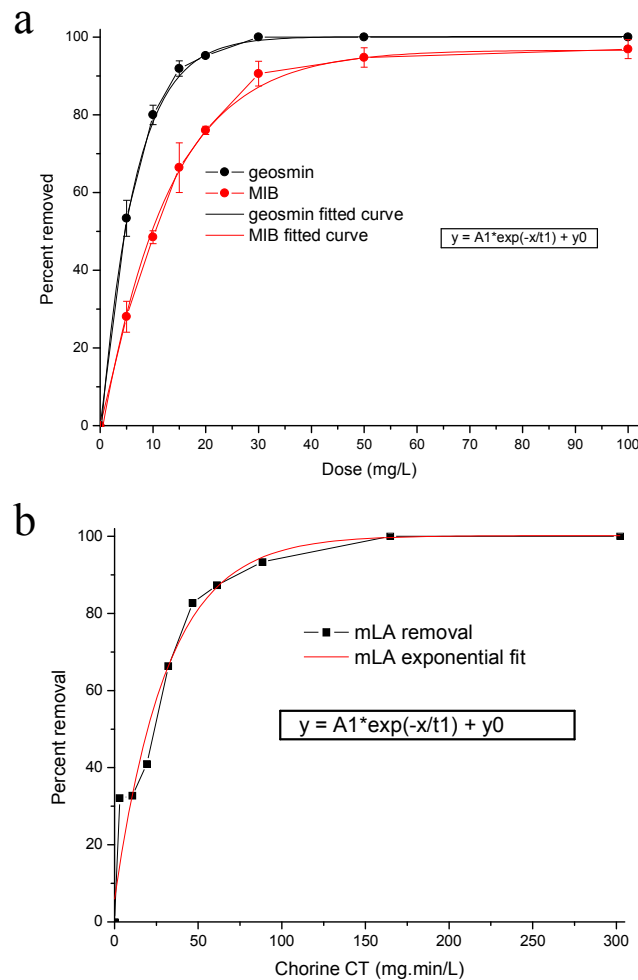 a
100
80
60
40
20
0
Percent removed
geosmin
MIB
geosmin fitted curve
MIB fitted curve
y = A1*exp(-x/t1) + y0
0 10 20 30 40 50 60 70 80 90 100
Dose (mg/L)
b
100
80
60
40
20
0
Percent removal
mLA removal
mLA exponential fit
y = A1*exp(-x/t1) + y0
0 50 100 150 200 250 300
Chorine CT (mg.min/L)